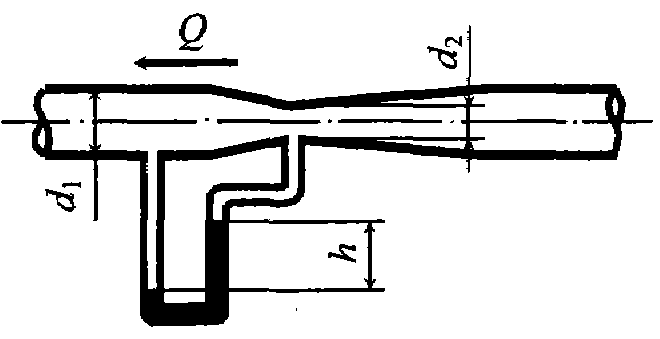 Q
d₂
d₁
h